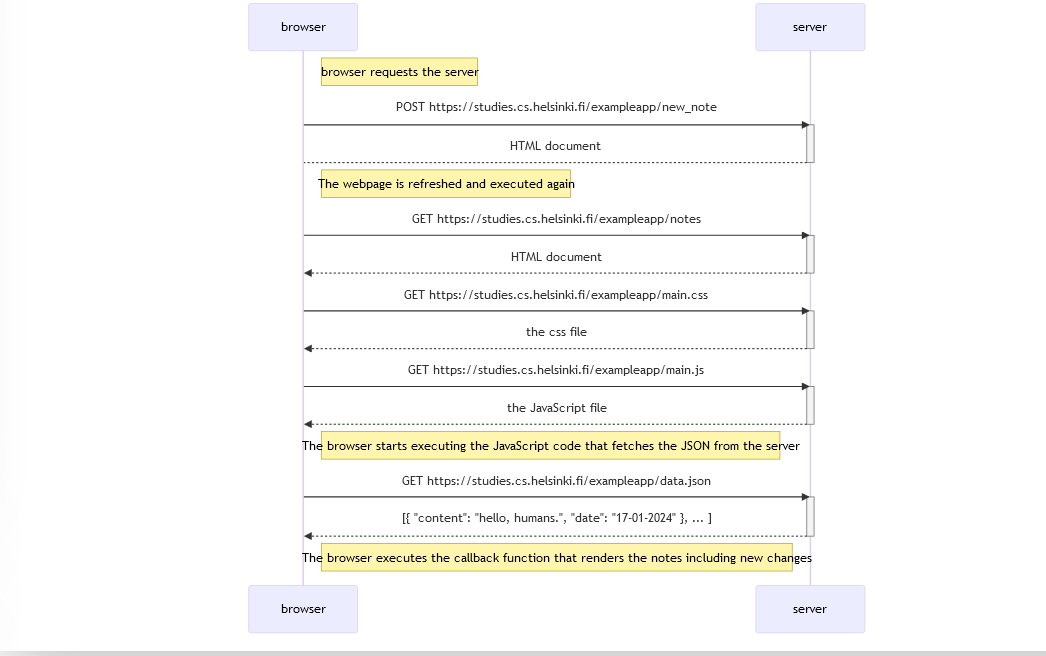 browser server
browser requests the server
POST https://studies.cs.helsinki.fi/exampleapp/new_note
HTML document
The webpage is refreshed and executed again
GET https://studies.cs.helsinki.fi/exampleapp/notes
HTML document
GET https://studies.cs.helsinki.fi/exampleapp/main.css
the css file
GET https://studies.cs.helsinki.fi/exampleapp/main.js
the JavaScript file
The browser starts executing the JavaScript code that fetches the JSON from the server
GET https://studies.cs.helsinki.fi/exampleapp/data.json
[{ "content": "hello, humans.", "date": "17-01-2024" }, ... ]
The browser executes the callback function that renders the notes including new changes
browser server